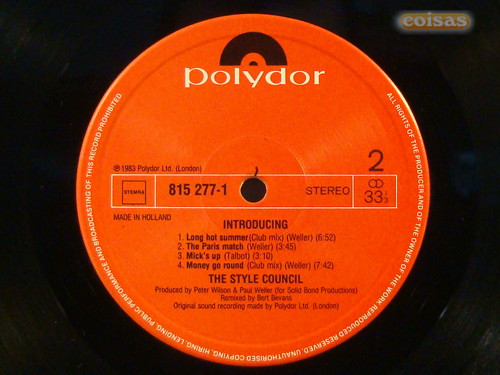 coisas
polydor
ALL RIGHTS OF THE PRODUCER AND OF THE OWNER OF THE WORK REPRODUCED RESERVED. UNAUTHORISED COPYING, HIRING, LENDING, PUBLIC PERFORMANCE AND BROADCASTING OF THIS RECORD PROHIBITED.
℗ 1983 Polydor Ltd. (London)
2
STEMRA
815 277-1
STEREO
33 1/3
MADE IN HOLLAND
INTRODUCING
1. Long hot summer (Club mix) (Weller) (6:52)
2. The Paris match (Weller) (3:45)
3. Mick's up (Talbot) (3:10)
4. Money go round (Club mix) (Weller) (7:42)
THE STYLE COUNCIL
Produced by Peter Wilson & Paul Weller (for Solid Bond Productions)
Remixed by Bert Bevans
Original sound recording made by Polydor Ltd. (London)